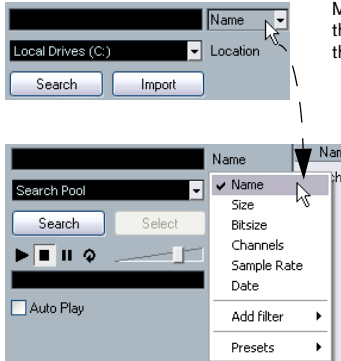 Name
Local Drives (C:)
Location
Search
Import
Name
Search Pool
Search
Select
Auto Play
Name
Size
Bitsize
Channels
Sample Rate
Date
Add filter
Presets